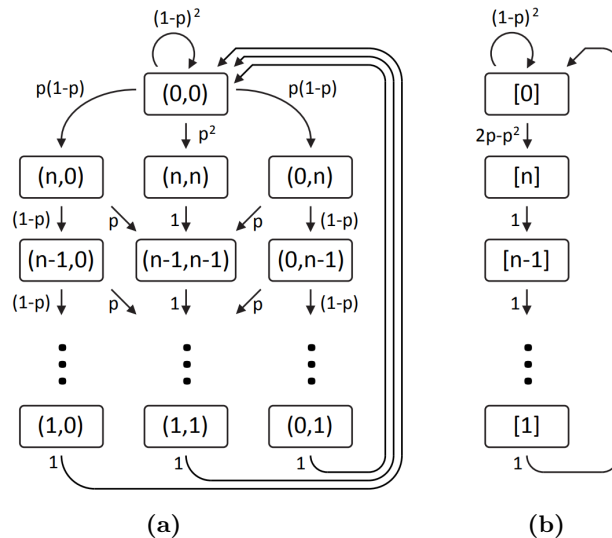 (1-p)²
(1-p)²
(0,0)
[0]
p(1-p)
p(1-p)
p²
2p-p²
(n,0)
(n,n)
(0,n)
[n]
(1-p)
p
1
p
(1-p)
1
(n-1,0)
(n-1,n-1)
(0,n-1)
[n-1]
(1-p)
p
1
p
(1-p)
1
(1,0)
(1,1)
(0,1)
[1]
1
1
1
1
(a)
(b)